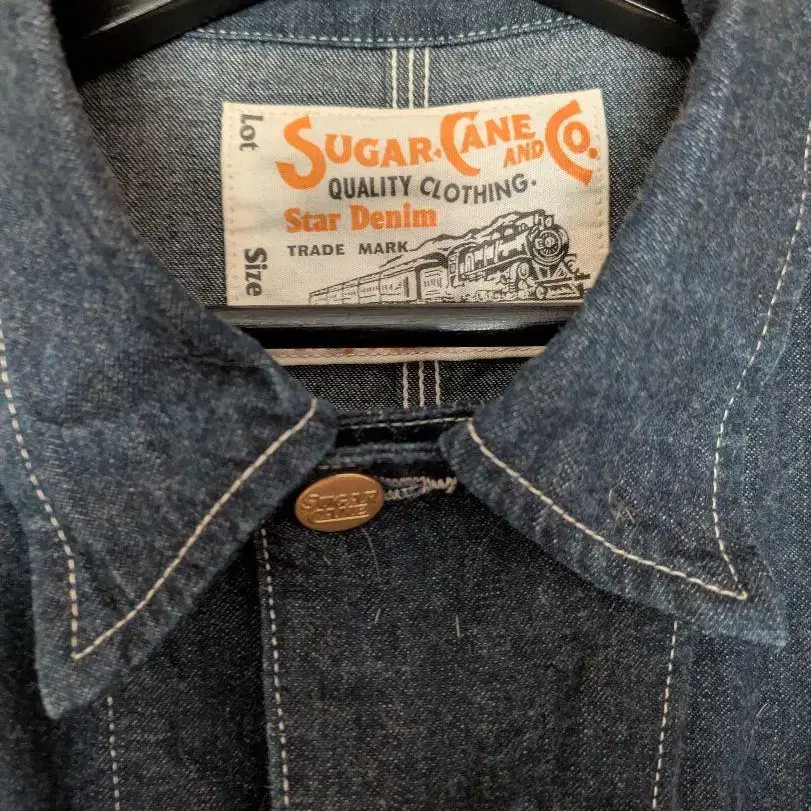 Lot
Size
SUGAR·CANE
AND CO.
QUALITY CLOTHING.
Star Denim
TRADE MARK
SUGAR
CANE